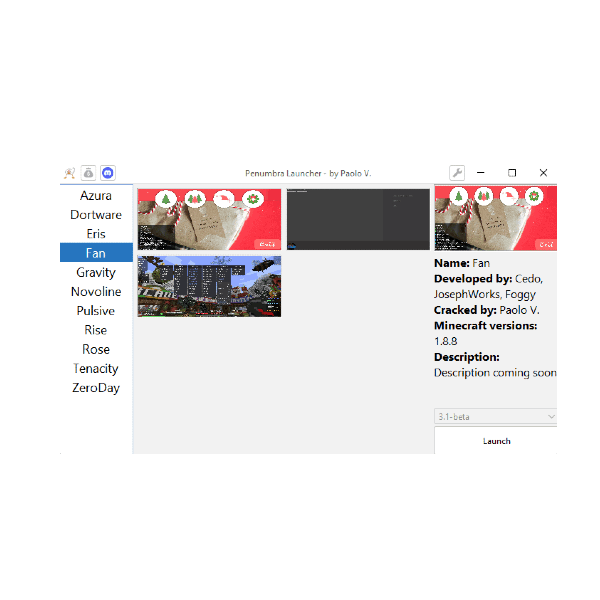 Penumbra Launcher - by Paolo V.
Azura
Dortware
Eris
Fan
Gravity
Novoline
Pulsive
Rise
Rose
Tenacity
ZeroDay
Exit
Name: Fan
Developed by: Cedo,
JosephWorks, Foggy
Cracked by: Paolo V.
Minecraft versions:
1.8.8
Description:
Description coming soon
3.1-beta
Launch